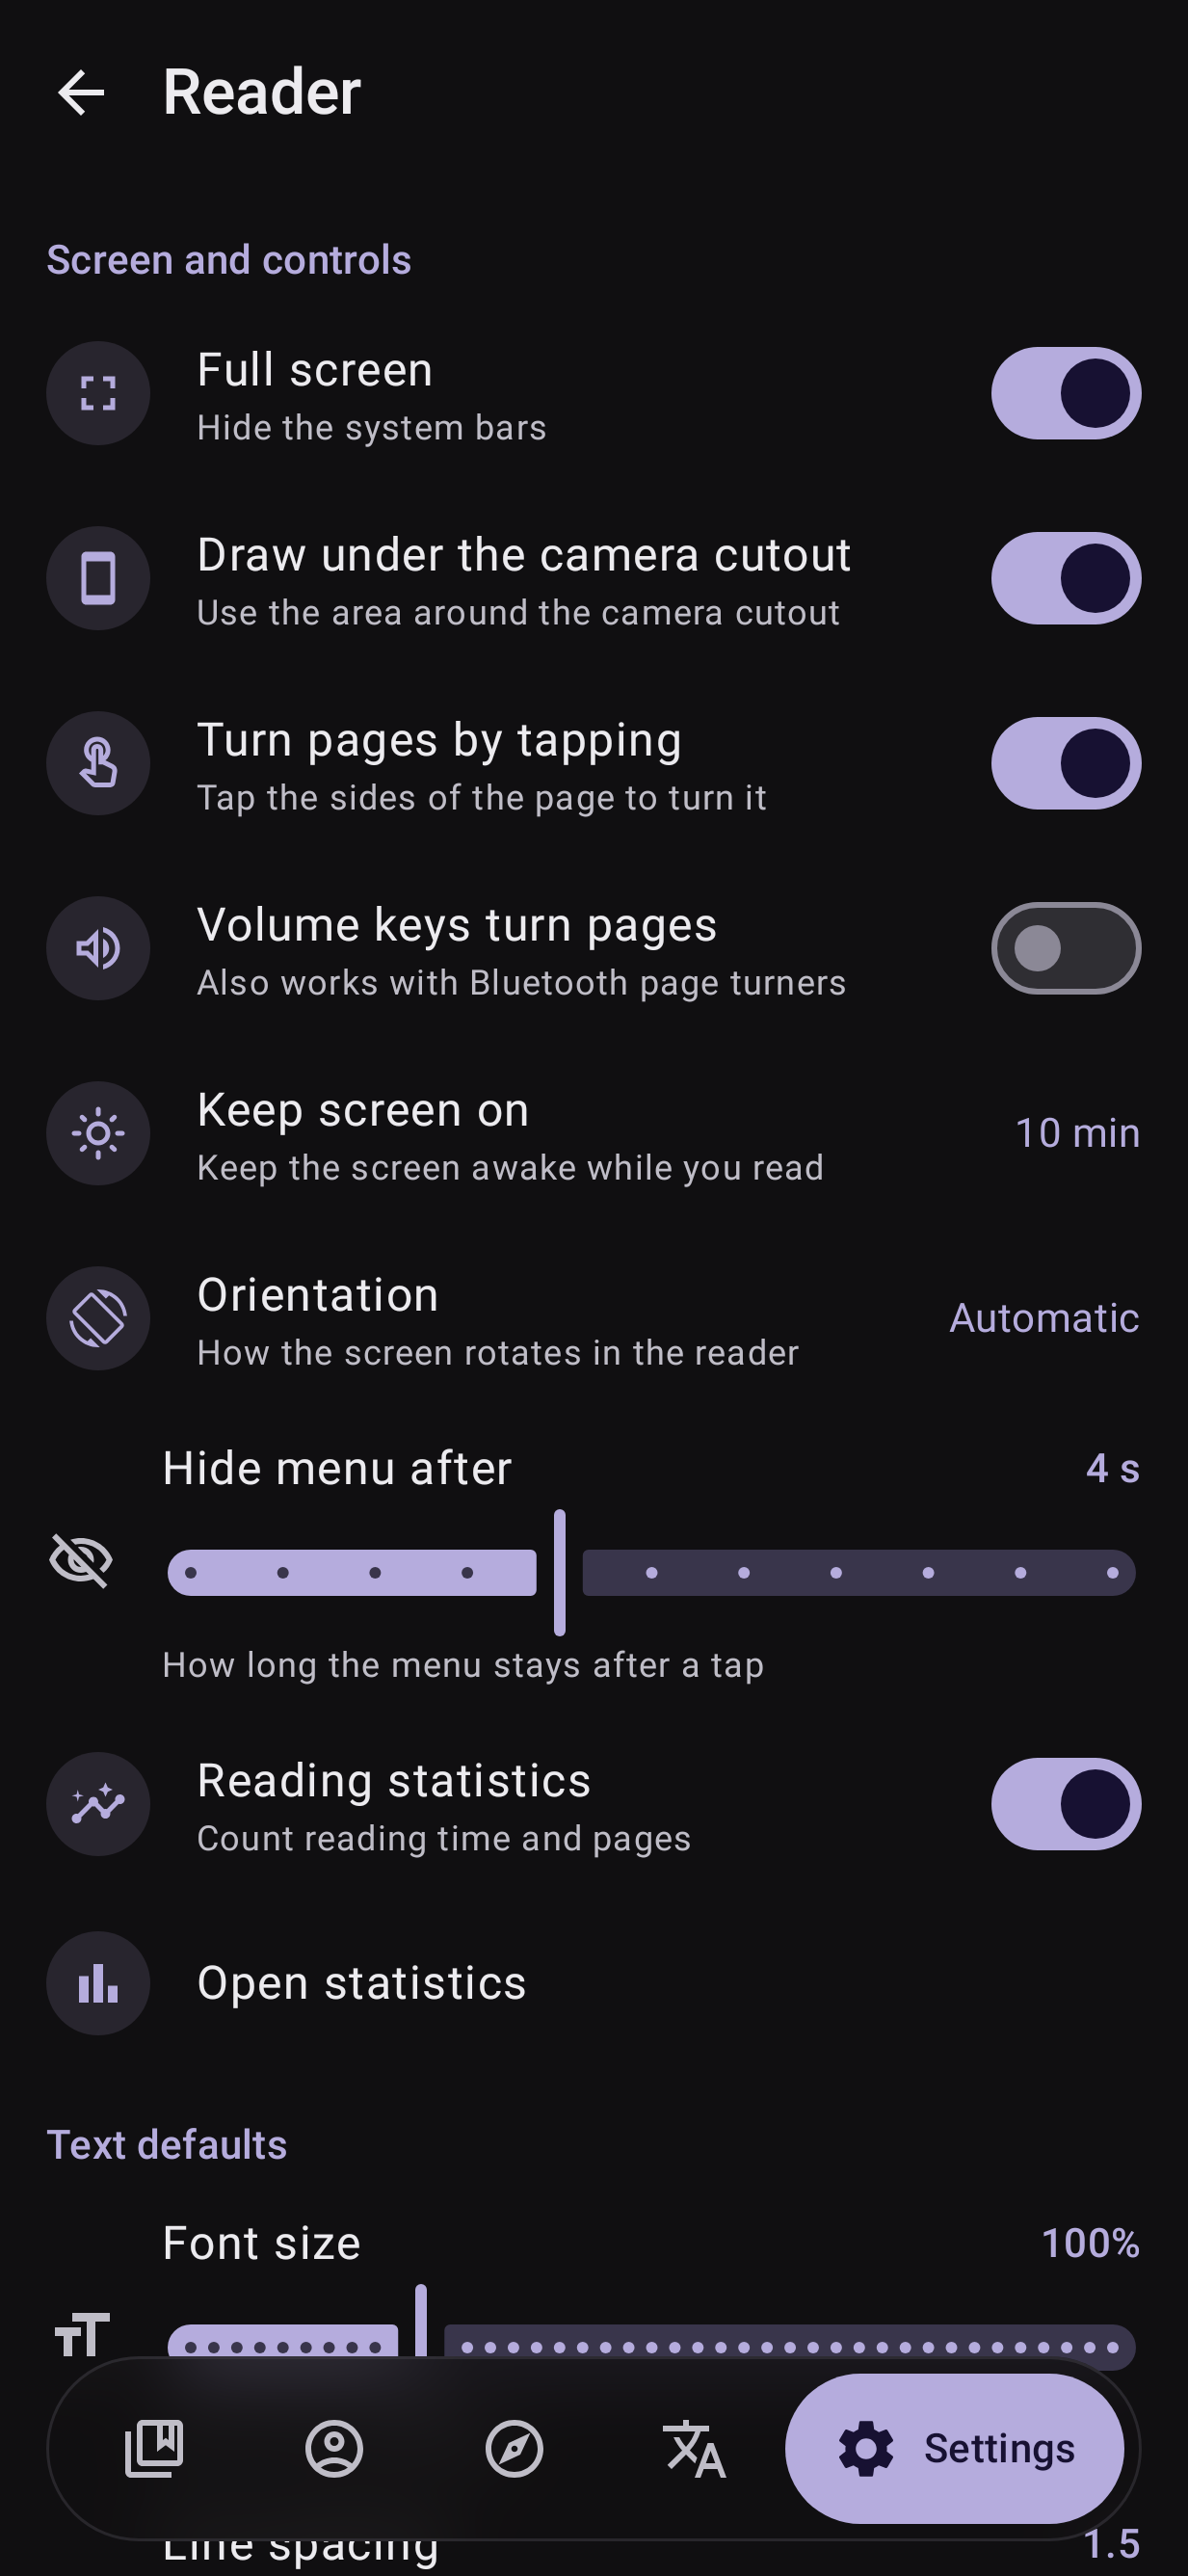 Reader
Screen and controls
Full screen
Hide the system bars
Draw under the camera cutout
Use the area around the camera cutout
Turn pages by tapping
Tap the sides of the page to turn it
Volume keys turn pages
Also works with Bluetooth page turners
Keep screen on
10 min
Keep the screen awake while you read
Orientation
Automatic
How the screen rotates in the reader
Hide menu after
4 s
How long the menu stays after a tap
Reading statistics
Count reading time and pages
Open statistics
Text defaults
Font size
100%
Settings
Line spacing
1.5